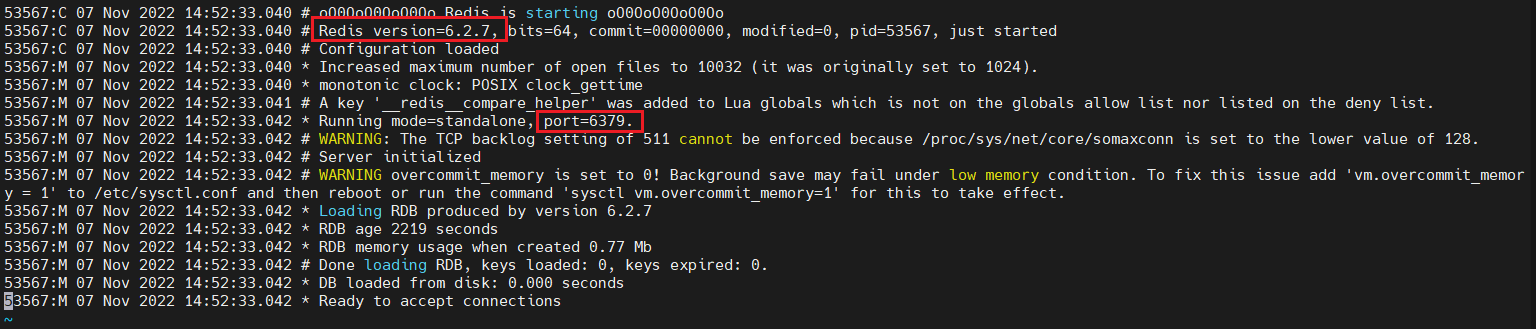 53567:C 07 Nov 2022 14:52:33.040 # oO0OoO0OoO0Oo Redis is starting oO0OoO0OoO0Oo
53567:C 07 Nov 2022 14:52:33.040 # Redis version=6.2.7, bits=64, commit=00000000, modified=0, pid=53567, just started
53567:C 07 Nov 2022 14:52:33.040 # Configuration loaded
53567:M 07 Nov 2022 14:52:33.040 * Increased maximum number of open files to 10032 (it was originally set to 1024).
53567:M 07 Nov 2022 14:52:33.040 * monotonic clock: POSIX clock_gettime
53567:M 07 Nov 2022 14:52:33.041 # A key '__redis__compare_helper' was added to Lua globals which is not on the globals allow list nor listed on the deny list.
53567:M 07 Nov 2022 14:52:33.042 * Running mode=standalone, port=6379.
53567:M 07 Nov 2022 14:52:33.042 # WARNING: The TCP backlog setting of 511 cannot be enforced because /proc/sys/net/core/somaxconn is set to the lower value of 128.
53567:M 07 Nov 2022 14:52:33.042 # Server initialized
53567:M 07 Nov 2022 14:52:33.042 # WARNING overcommit_memory is set to 0! Background save may fail under low memory condition. To fix this issue add 'vm.overcommit_memor
y = 1' to /etc/sysctl.conf and then reboot or run the command 'sysctl vm.overcommit_memory=1' for this to take effect.
53567:M 07 Nov 2022 14:52:33.042 * Loading RDB produced by version 6.2.7
53567:M 07 Nov 2022 14:52:33.042 * RDB age 2219 seconds
53567:M 07 Nov 2022 14:52:33.042 * RDB memory usage when created 0.77 Mb
53567:M 07 Nov 2022 14:52:33.042 # Done loading RDB, keys loaded: 0, keys expired: 0.
53567:M 07 Nov 2022 14:52:33.042 * DB loaded from disk: 0.000 seconds
53567:M 07 Nov 2022 14:52:33.042 * Ready to accept connections
~